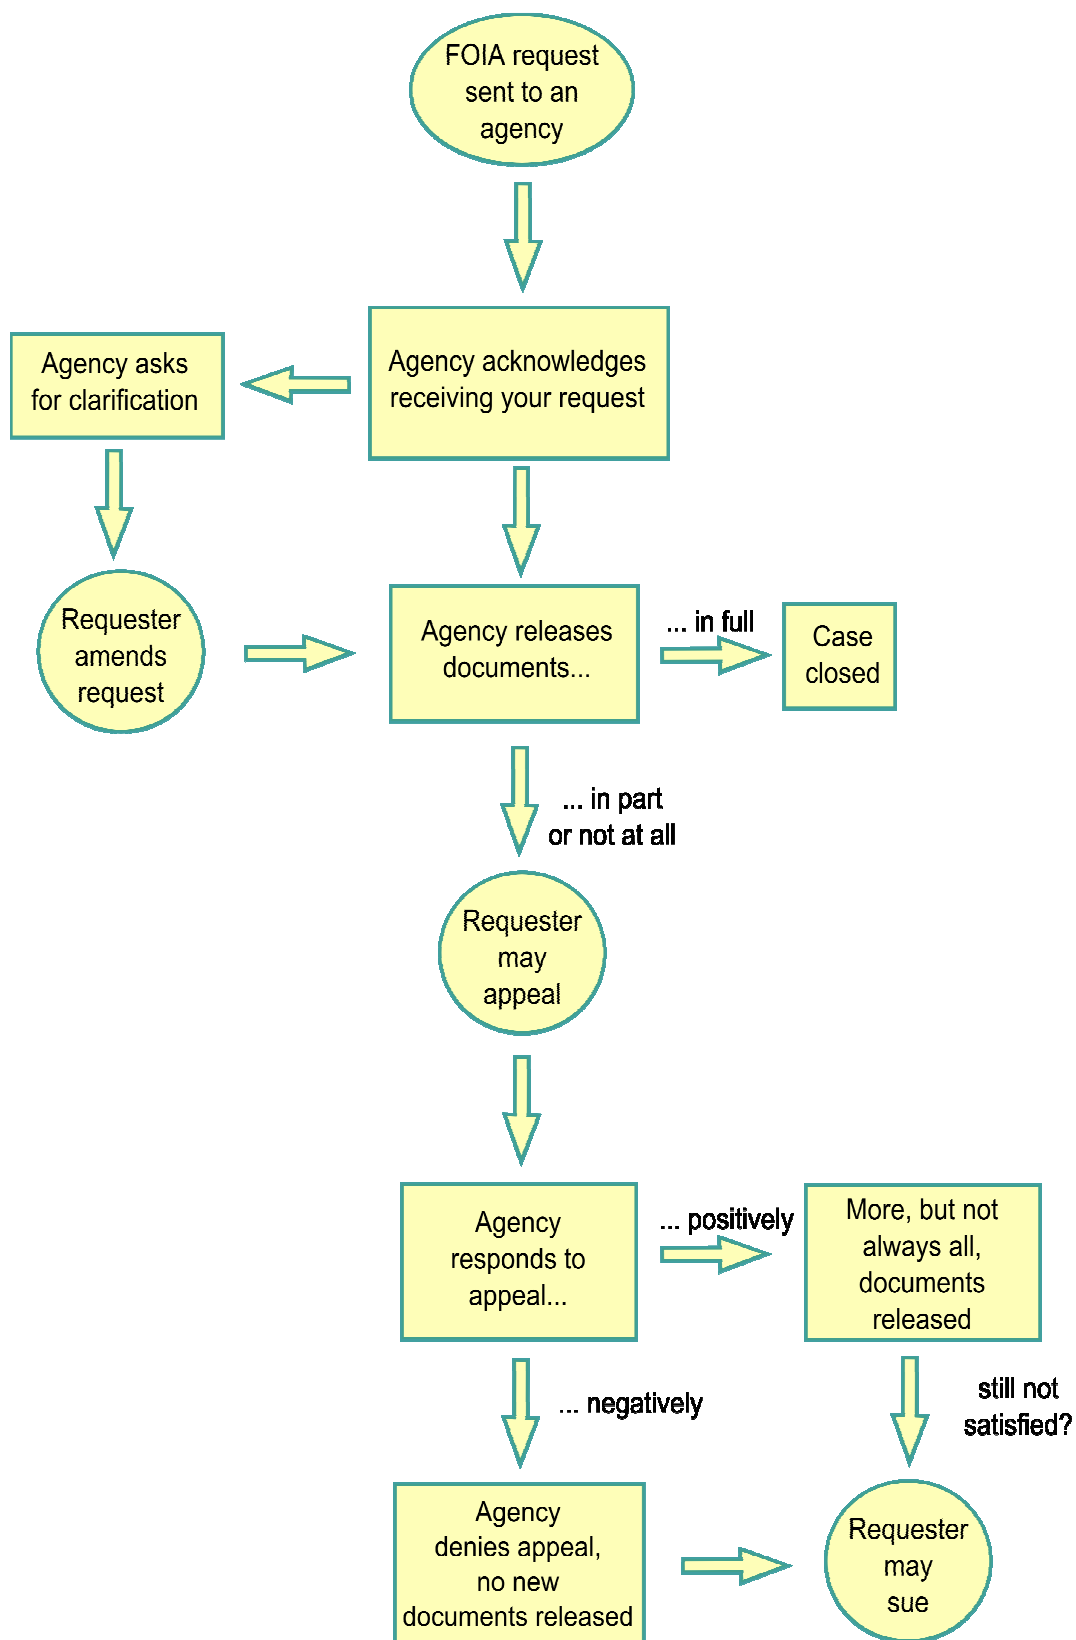 FOIA request
sent to an
agency
Agency acknowledges
receiving your request
Agency asks
for clarification
Requester
amends
request
Agency releases
documents...
... in full
Case
closed
... in part
or not at all
Requester
may
appeal
Agency
responds to
appeal...
... positively
More, but not
always all,
documents
released
... negatively
still not
satisfied?
Agency
denies appeal,
no new
documents released
Requester
may
sue